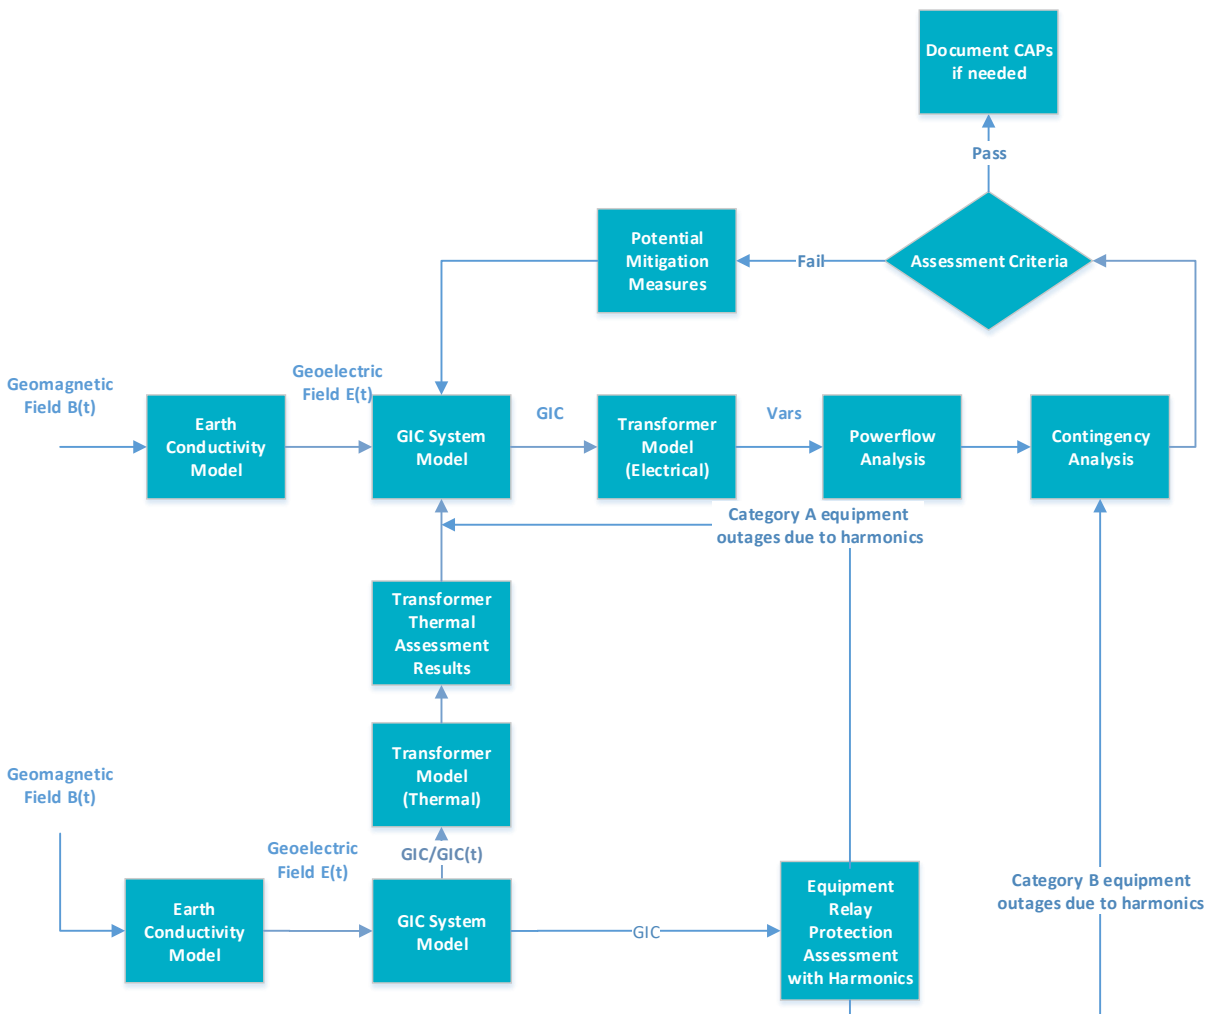 Document CAPs
if needed
Pass
Potential
Mitigation
Measures
Fail
Assessment Criteria
Geomagnetic
Field B(t)
Geoelectric
Field E(t)
Earth
Conductivity
Model
GIC System
Model
GIC
Transformer
Model
(Electrical)
Vars
Powerflow
Analysis
Contingency
Analysis
Category A equipment
outages due to harmonics
Transformer
Thermal
Assessment
Results
Transformer
Model
(Thermal)
Geomagnetic
Field B(t)
Geoelectric
Field E(t)
GIC/GIC(t)
Earth
Conductivity
Model
GIC System
Model
GIC
Equipment
Relay
Protection
Assessment
with Harmonics
Category B equipment
outages due to harmonics